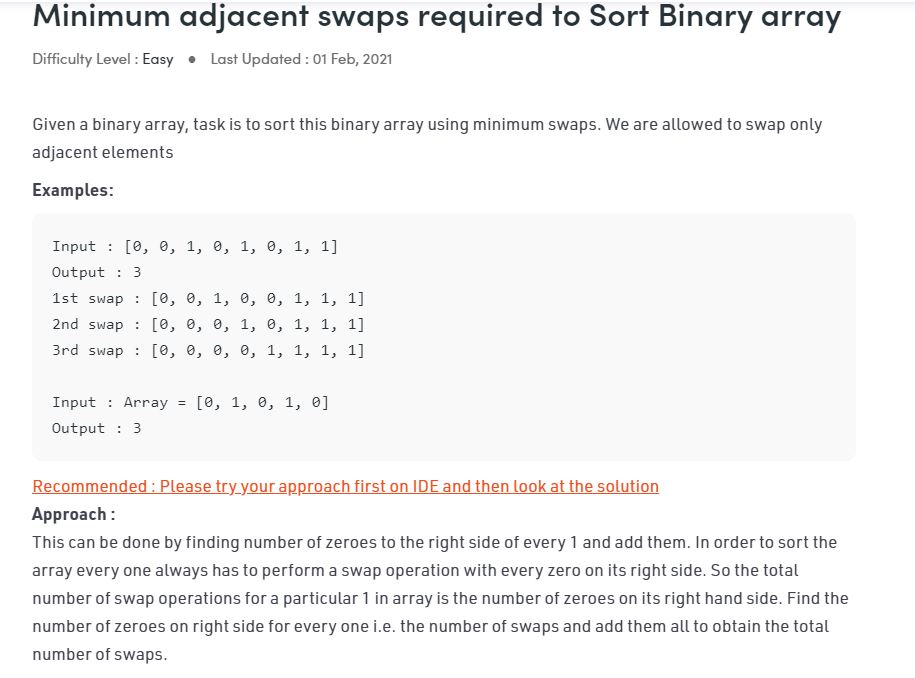 Minimum adjacent swaps required to Sort Binary array
Difficulty Level : Easy ● Last Updated : 01 Feb, 2021
Given a binary array, task is to sort this binary array using minimum swaps. We are allowed to swap only
adjacent elements
Examples:
Input : [0, 0, 1, 0, 1, 0, 1, 1]
Output : 3
1st swap : [0, 0, 1, 0, 0, 1, 1, 1]
2nd swap : [0, 0, 0, 1, 0, 1, 1, 1]
3rd swap : [0, 0, 0, 0, 1, 1, 1, 1]
Input : Array = [0, 1, 0, 1, 0]
Output : 3
Recommended : Please try your approach first on IDE and then look at the solution
Approach :
This can be done by finding number of zeroes to the right side of every 1 and add them. In order to sort the
array every one always has to perform a swap operation with every zero on its right side. So the total
number of swap operations for a particular 1 in array is the number of zeroes on its right hand side. Find the
number of zeroes on right side for every one i.e. the number of swaps and add them all to obtain the total
number of swaps.